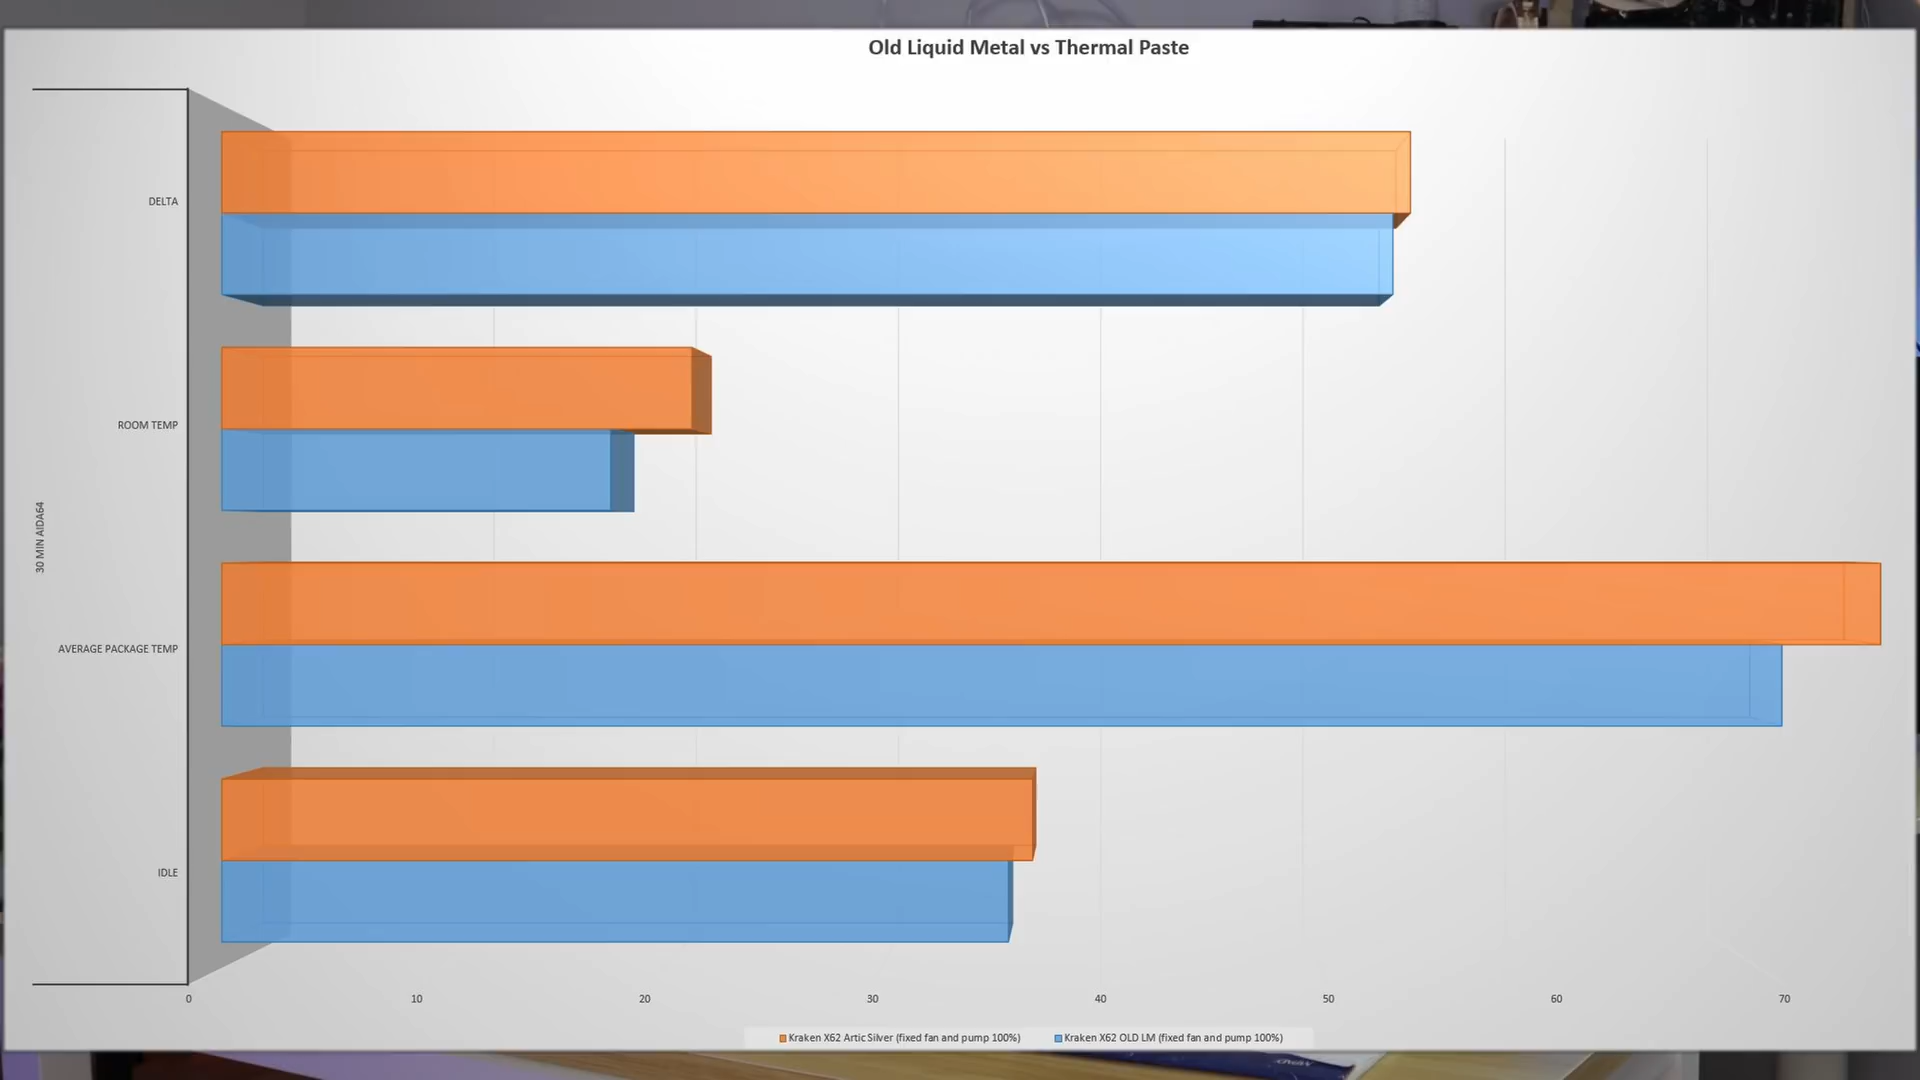 Old Liquid Metal vs Thermal Paste
DELTA
ROOM TEMP
30 MIN AIDA64
AVERAGE PACKAGE TEMP
IDLE
0 10 20 30 40 50 60 70
Kraken X62 Artic Silver (fixed fan and pump 100%) Kraken X62 OLD LM (fixed fan and pump 100%)